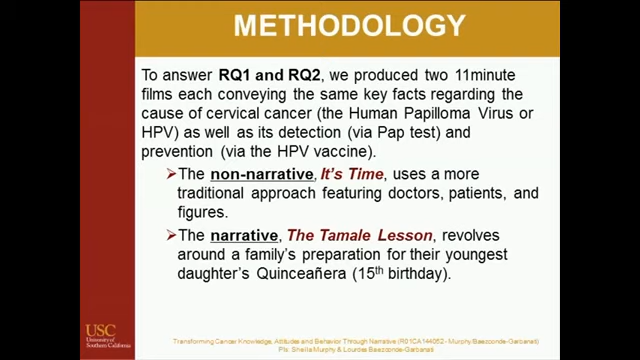 METHODOLOGY
To answer RQ1 and RQ2, we produced two 11minute
films each conveying the same key facts regarding the
cause of cervical cancer (the Human Papilloma Virus or
HPV) as well as its detection (via Pap test) and
prevention (via the HPV vaccine).
➢The non-narrative, It's Time, uses a more
traditional approach featuring doctors, patients, and
figures.
➢The narrative, The Tamale Lesson, revolves
around a family's preparation for their youngest
daughter's Quinceañera (15th birthday).
USC
University of
Southern California
Transforming Cancer Knowledge, Attitudes and Behavior Through Narrative (R01CA144052 - Murphy/Baezconde-Garbanati)
PIs: Sheila Murphy & Lourdes Baezconde-Garbanati